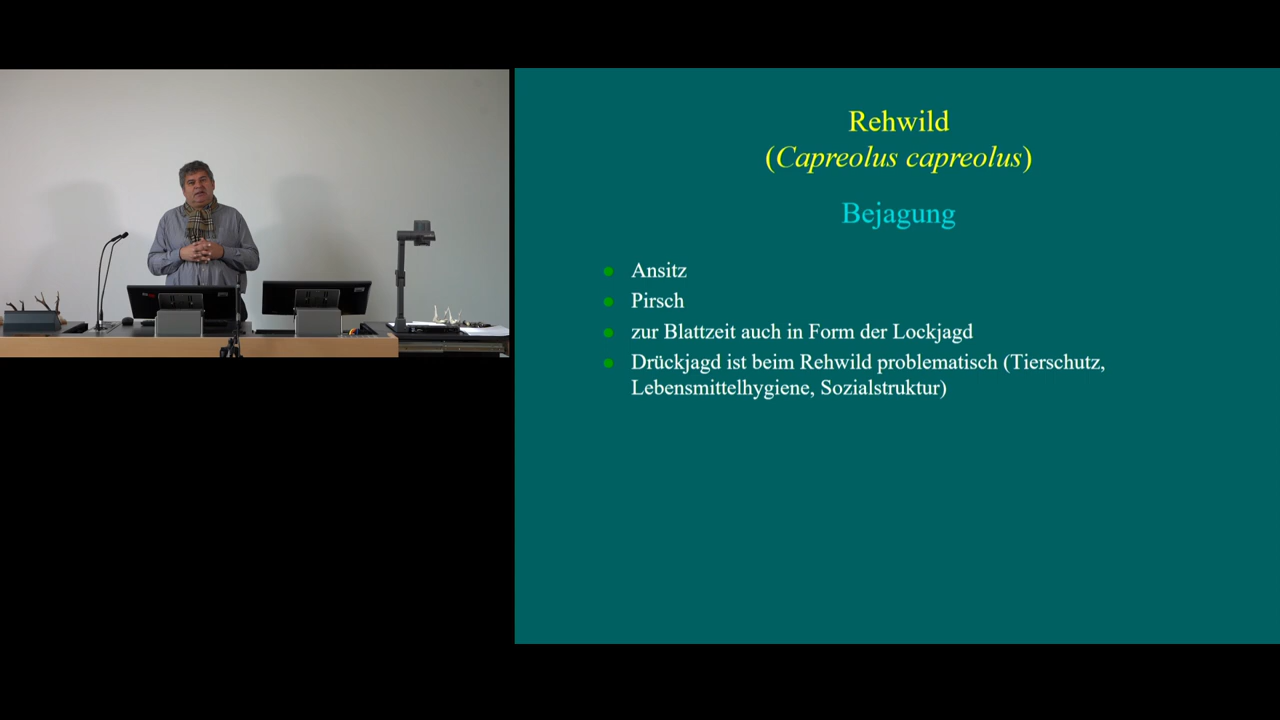 Rehwild
(Capreolus capreolus)
Bejagung
Ansitz
Pirsch
zur Blattzeit auch in Form der Lockjagd
Drückjagd ist beim Rehwild problematisch (Tierschutz,
Lebensmittelhygiene, Sozialstruktur)